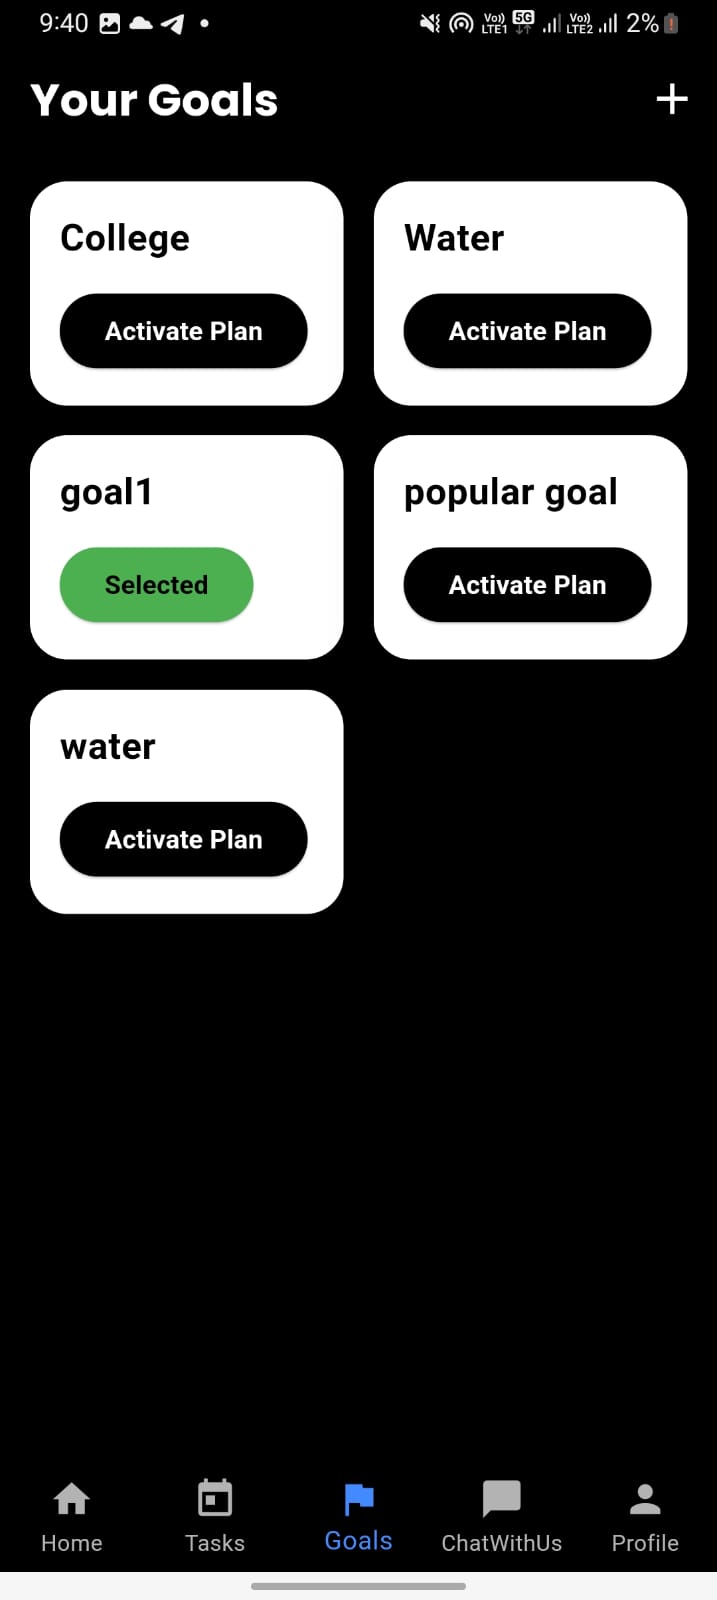 9:40 Vo)) LTE1 5G Vo)) LTE2 2%
Your Goals
College Water
Activate Plan Activate Plan
goal1 popular goal
Selected Activate Plan
water
Activate Plan
Home Tasks Goals ChatWithUs Profile